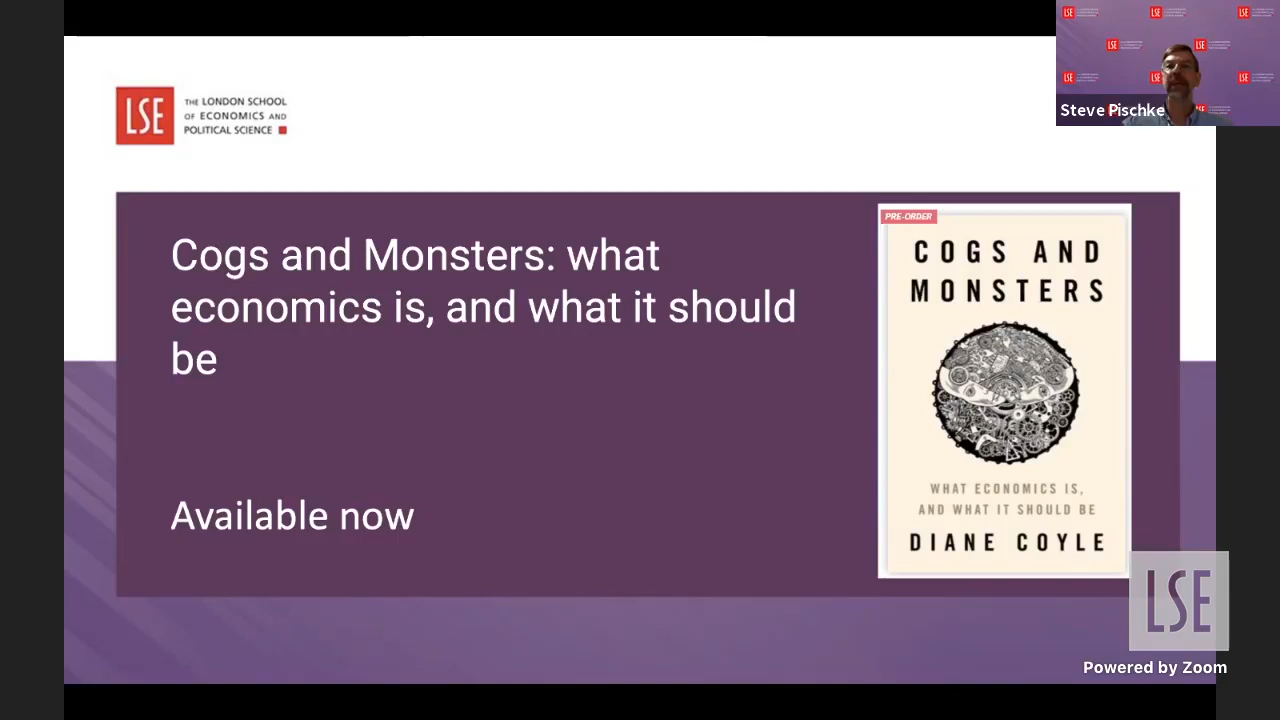 LSE
THE LONDON SCHOOL
OF ECONOMICS AND
POLITICAL SCIENCE
Steve Pischke
Cogs and Monsters: what
economics is, and what it should
be
Available now
PRE-ORDER
COGS AND
MONSTERS
WHAT ECONOMICS IS,
AND WHAT IT SHOULD BE
DIANE COYLE
LSE
Powered by Zoom